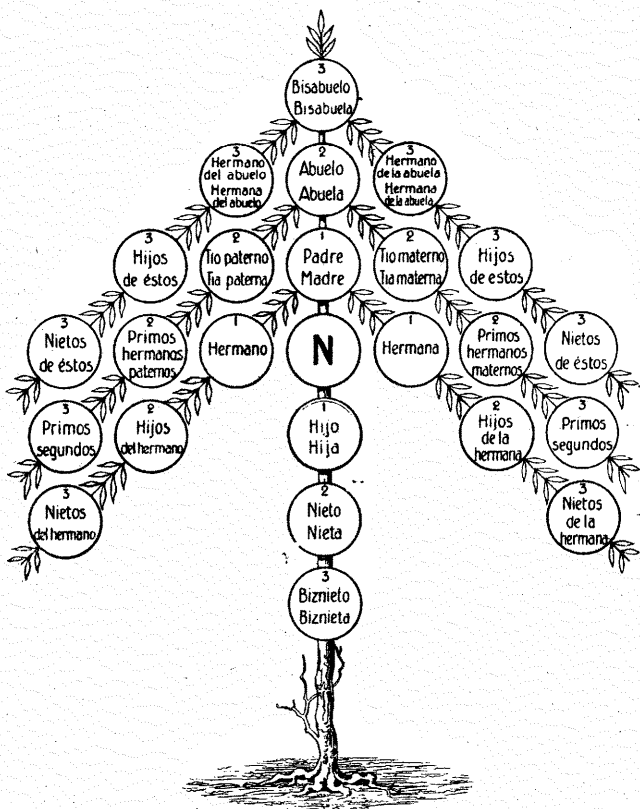 3
Bisabuelo
Bisabuela
3
Hermano
del abuelo
Hermana
del abuelo
2
Abuelo
Abuela
3
Hermano
de la abuela
Hermana
de la abuela
3
Hijos
de éstos
2
Tio paterno
Tia paterna
1
Padre
Madre
2
Tio materno
Tia materna
3
Hijos
de estos
3
Nietos
de éstos
2
Primos
hermanos
paternos
1
Hermano
N
1
Hermana
2
Primos
hermanos
maternos
3
Nietos
de éstos
3
Primos
segundos
2
Hijos
del hermano
1
Hijo
Hija
2
Hijos
de la
hermana
3
Primos
segundos
3
Nietos
del hermano
2
Nieto
Nieta
3
Nietos
de la
hermana
3
Biznieto
Biznieta